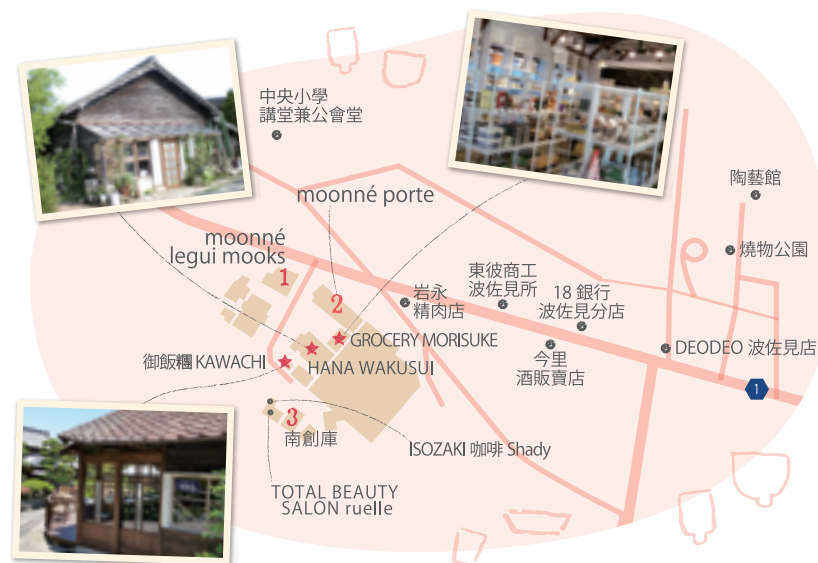 中央小學
講堂兼公會堂
moonné porte
陶藝館
moonné
legui mooks
1
2
燒物公園
東彼商工
波佐見所
岩永
精肉店
18 銀行
波佐見分店
GROCERY MORISUKE
DEODEO 波佐見店
御飯糰 KAWACHI
HANA WAKUSUI
今里
酒販賣店
1
3
南創庫
ISOZAKI 咖啡 Shady
TOTAL BEAUTY
SALON ruelle